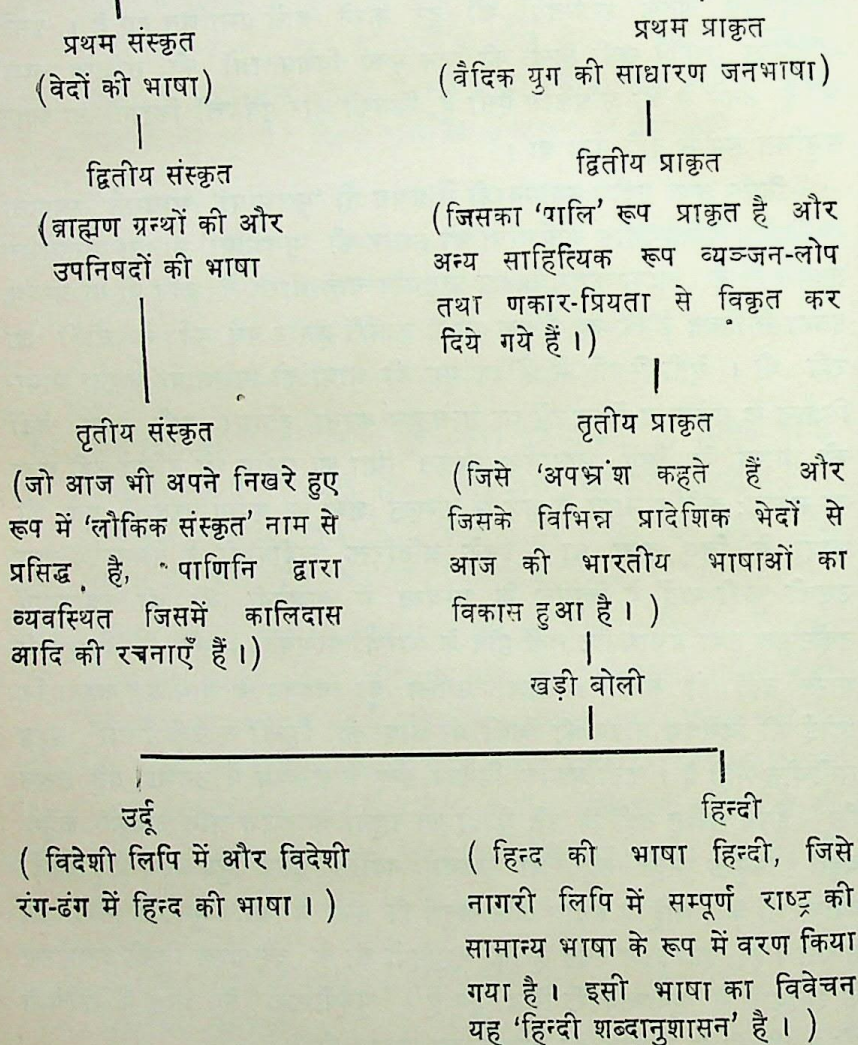 प्रथम संस्कृत
(वेदों की भाषा)
द्वितीय संस्कृत
(ब्राह्मण ग्रन्थों की और
उपनिषदों की भाषा
तृतीय संस्कृत
(जो आज भी अपने निखरे हुए
रूप में 'लौकिक संस्कृत' नाम से
प्रसिद्ध है, पाणिनि द्वारा
व्यवस्थित जिसमें कालिदास
आदि की रचनाएँ हैं ।)
प्रथम प्राकृत
(वैदिक युग की साधारण जनभाषा)
द्वितीय प्राकृत
(जिसका 'पालि' रूप प्राकृत है और
अन्य साहित्यिक रूप व्यञ्जन-लोप
तथा णकार-प्रियता से विकृत कर
दिये गये हैं ।)
तृतीय प्राकृत
(जिसे 'अपभ्रंश कहते हैं और
जिसके विभिन्न प्रादेशिक भेदों से
आज की भारतीय भाषाओं का
विकास हुआ है । )
खड़ी बोली
उर्दू
( विदेशी लिपि में और विदेशी
रंग-ढंग में हिन्द की भाषा । )
हिन्दी
( हिन्द की भाषा हिन्दी, जिसे
नागरी लिपि में सम्पूर्ण राष्ट्र की
सामान्य भाषा के रूप में वरण किया
गया है । इसी भाषा का विवेचन
यह 'हिन्दी शब्दानुशासन' है । )